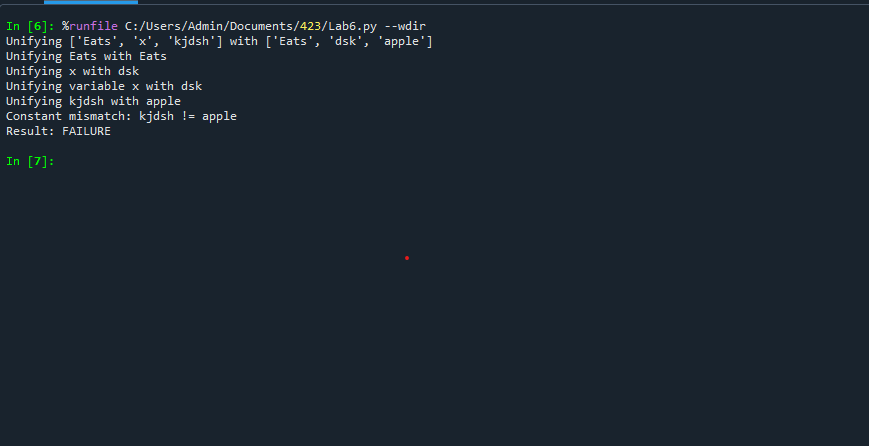 In [6]: %runfile C:/Users/Admin/Documents/423/Lab6.py --wdir
Unifying ['Eats', 'x', 'kjdsh'] with ['Eats', 'dsk', 'apple']
Unifying Eats with Eats
Unifying x with dsk
Unifying variable x with dsk
Unifying kjdsh with apple
Constant mismatch: kjdsh != apple
Result: FAILURE
In [7]: